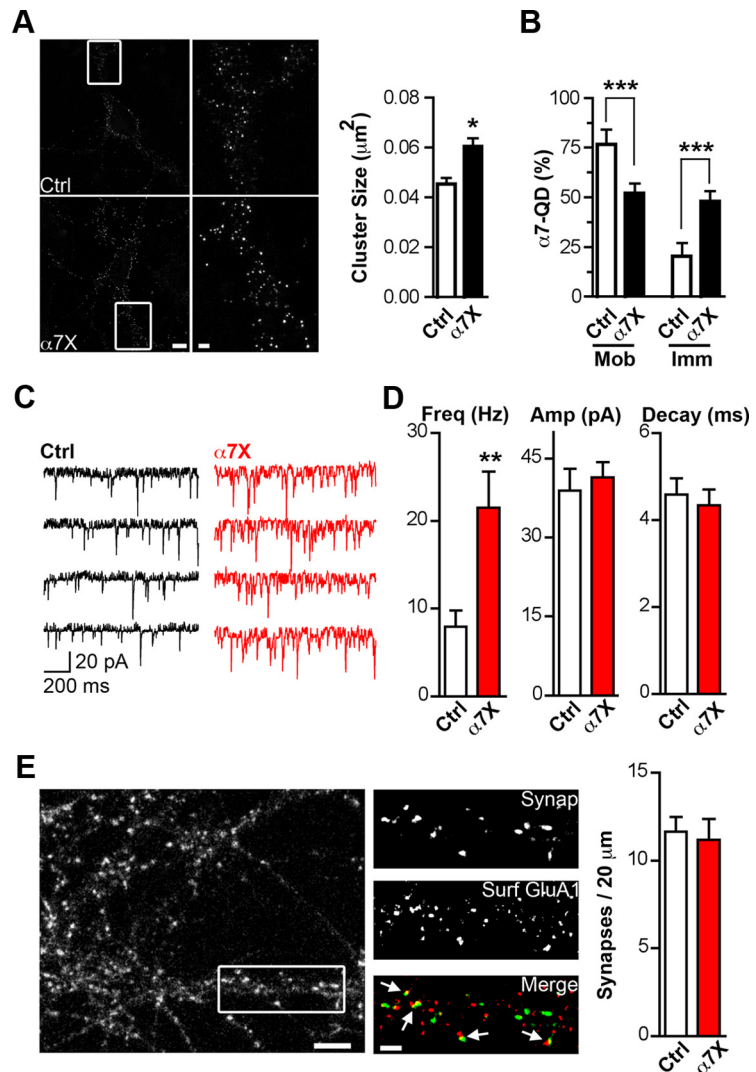 A
Ctrl
α7X
Cluster Size (μm²)
0.08
0.06
0.04
0.02
0.00
*
Ctrl
α7X
B
α7-QD (%)
100
75
50
25
0
***
***
Ctrl
α7X
Ctrl
α7X
Mob
Imm
C
Ctrl
α7X
20 pA
200 ms
D
Freq (Hz)
30
20
10
0
**
Ctrl
α7X
Amp (pA)
45
30
15
0
Ctrl
α7X
Decay (ms)
6
4
2
0
Ctrl
α7X
E
Synap
Surf GluA1
Merge
Synapses / 20 μm
15
10
5
0
Ctrl
α7X